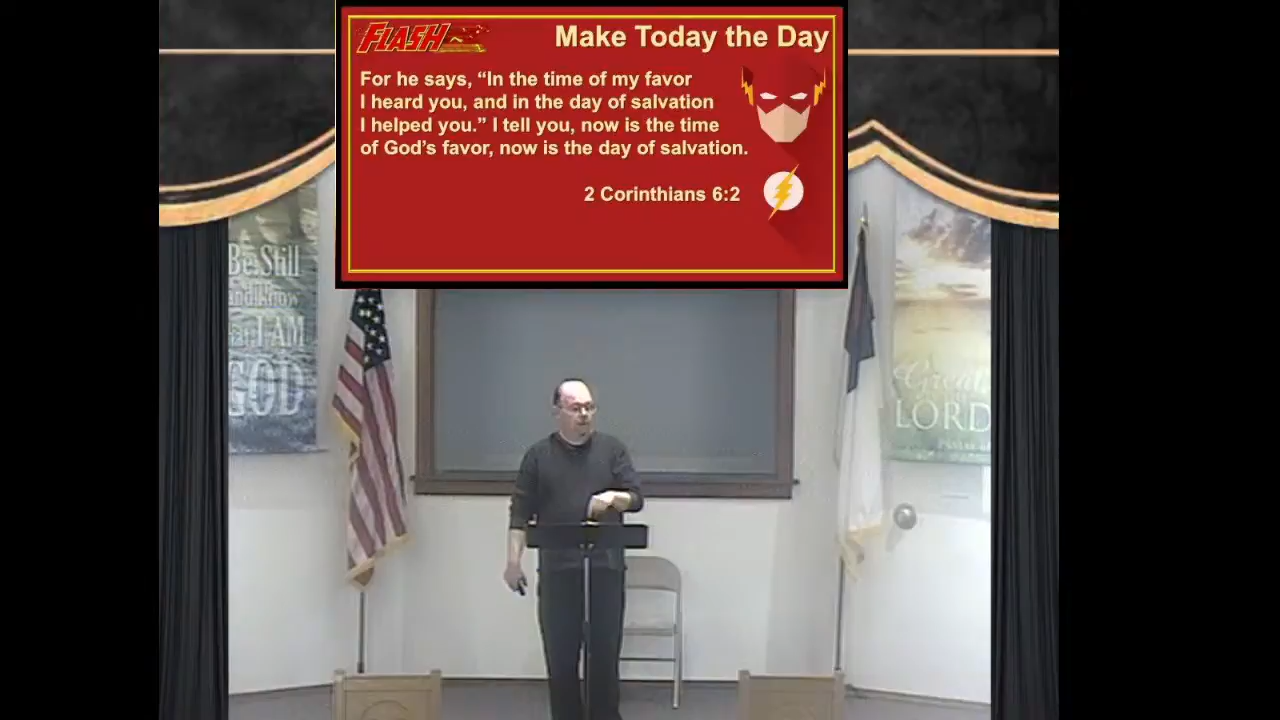 FLASH
Make Today the Day
For he says, “In the time of my favor
I heard you, and in the day of salvation
I helped you.” I tell you, now is the time
of God’s favor, now is the day of salvation.
2 Corinthians 6:2
Be Still
and know
that I AM
GOD
Great
LORD